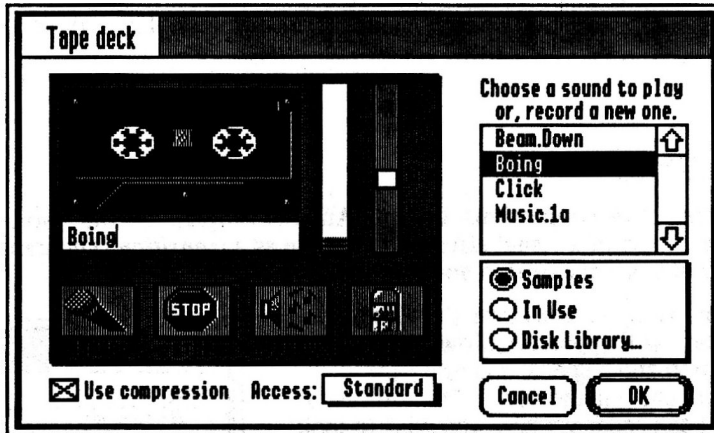 Tape deck
Choose a sound to play
or, record a new one.
Beam.Down
Boing
Click
Music.1a
Boing
STOP
Samples
In Use
Disk Library...
Use compression
Access:
Standard
Cancel
OK